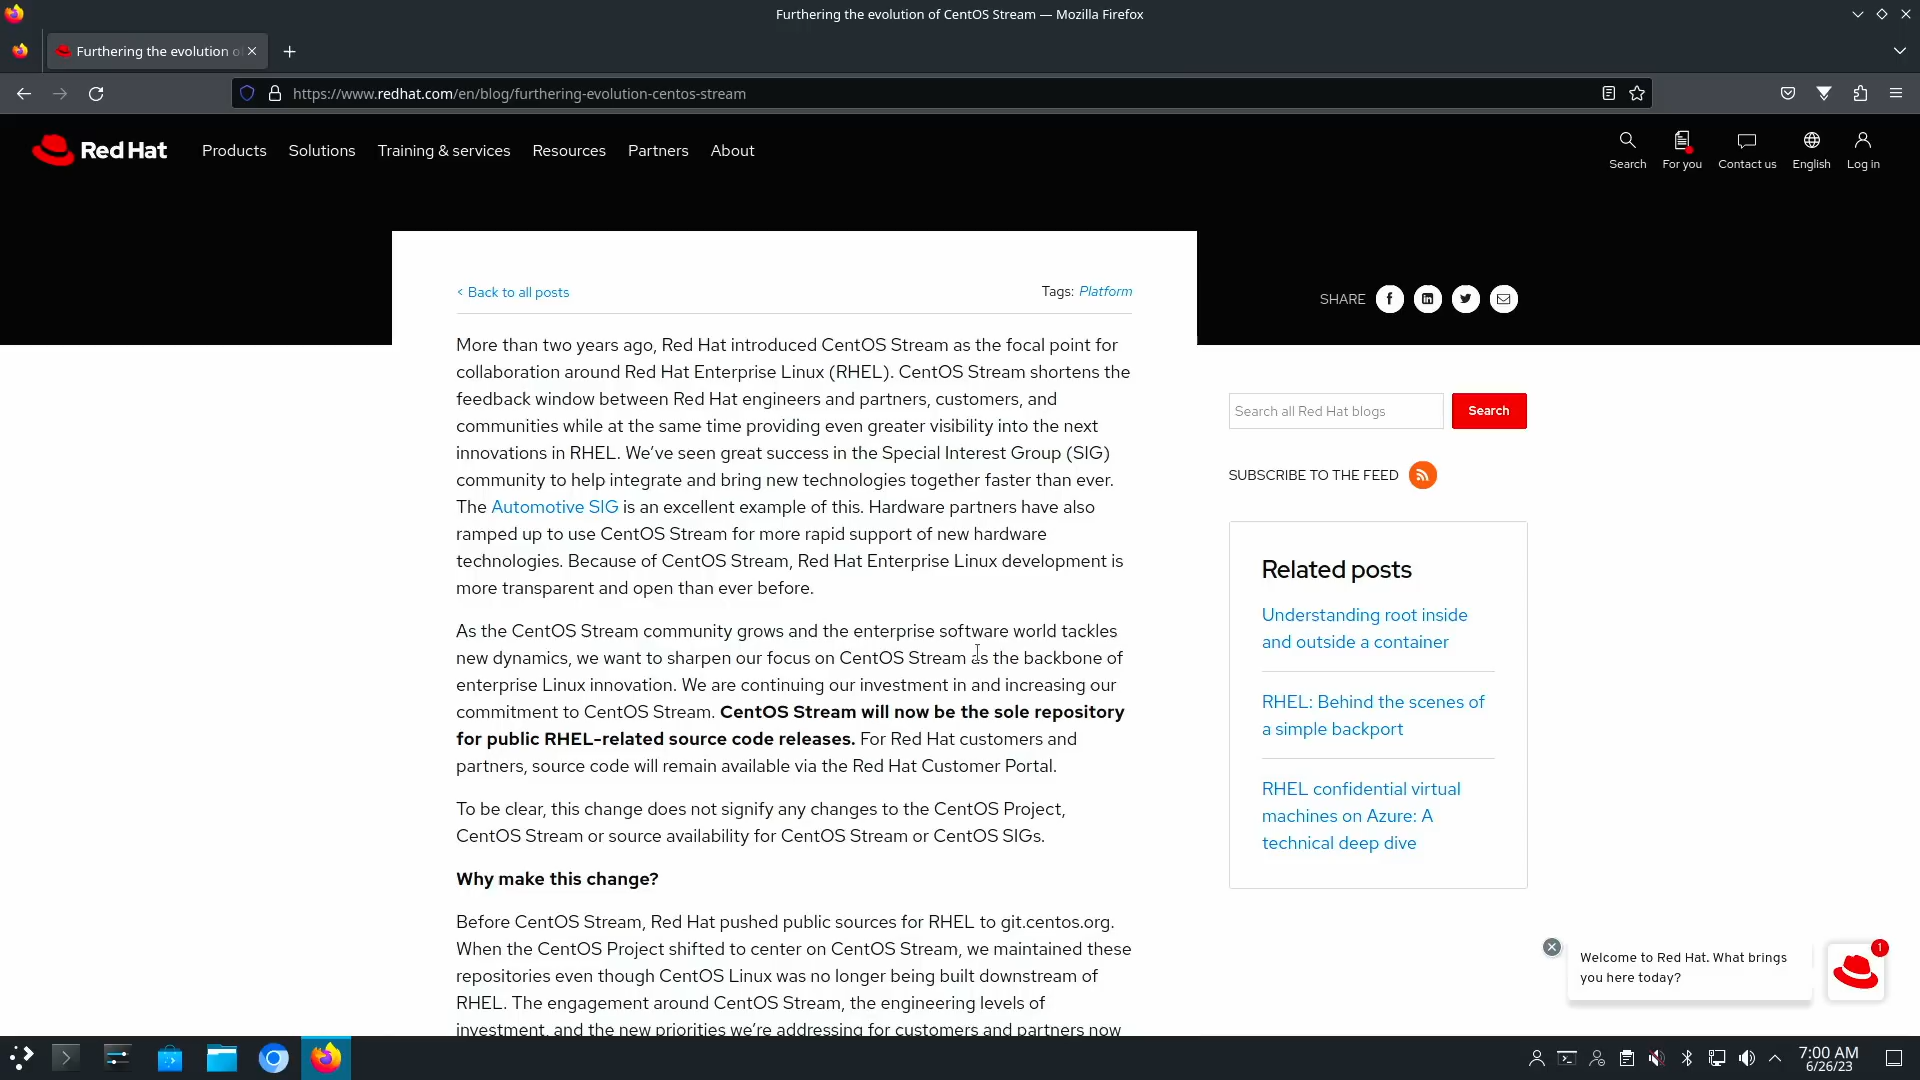 Furthering the evolution of CentOS Stream — Mozilla Firefox
Furthering the evolution o
https://www.redhat.com/en/blog/furthering-evolution-centos-stream
Red Hat
Products Solutions Training & services Resources Partners About
Search For you Contact us English Log in
< Back to all posts
Tags: Platform
SHARE
More than two years ago, Red Hat introduced CentOS Stream as the focal point for
collaboration around Red Hat Enterprise Linux (RHEL). CentOS Stream shortens the
feedback window between Red Hat engineers and partners, customers, and
communities while at the same time providing even greater visibility into the next
innovations in RHEL. We’ve seen great success in the Special Interest Group (SIG)
community to help integrate and bring new technologies together faster than ever.
The Automotive SIG is an excellent example of this. Hardware partners have also
ramped up to use CentOS Stream for more rapid support of new hardware
technologies. Because of CentOS Stream, Red Hat Enterprise Linux development is
more transparent and open than ever before.
As the CentOS Stream community grows and the enterprise software world tackles
new dynamics, we want to sharpen our focus on CentOS Stream as the backbone of
enterprise Linux innovation. We are continuing our investment in and increasing our
commitment to CentOS Stream. CentOS Stream will now be the sole repository
for public RHEL-related source code releases. For Red Hat customers and
partners, source code will remain available via the Red Hat Customer Portal.
To be clear, this change does not signify any changes to the CentOS Project,
CentOS Stream or source availability for CentOS Stream or CentOS SIGs.
Why make this change?
Before CentOS Stream, Red Hat pushed public sources for RHEL to git.centos.org.
When the CentOS Project shifted to center on CentOS Stream, we maintained these
repositories even though CentOS Linux was no longer being built downstream of
RHEL. The engagement around CentOS Stream, the engineering levels of
investment, and the new priorities we’re addressing for customers and partners now
Search all Red Hat blogs
Search
SUBSCRIBE TO THE FEED
Related posts
Understanding root inside
and outside a container
RHEL: Behind the scenes of
a simple backport
RHEL confidential virtual
machines on Azure: A
technical deep dive
Welcome to Red Hat. What brings
you here today?
1
7:00 AM
6/26/23